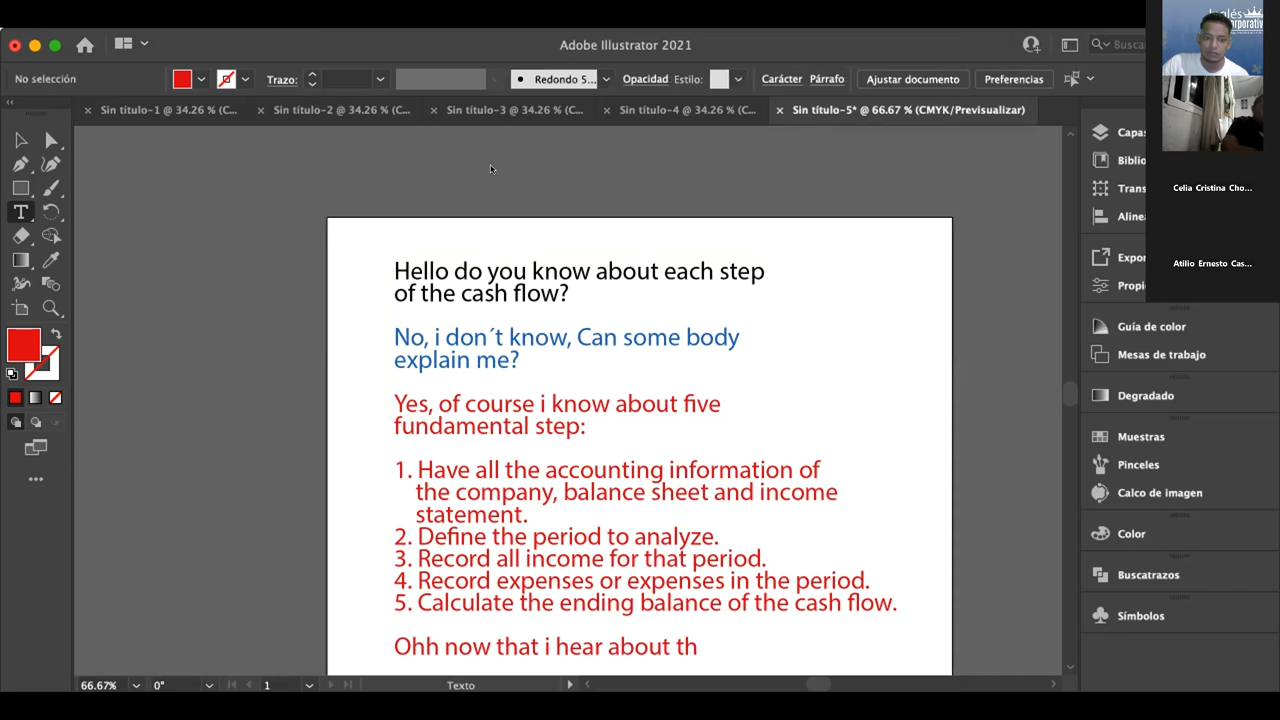 Adobe Illustrator 2021
Busca
Inglés
orporativo
No selección
Trazo:
Redondo 5...
Opacidad
Estilo:
Carácter
Párrafo
Ajustar documento
Preferencias
Sin título-1 @ 34.26 % (C...
Sin título-2 @ 34.26 % (C...
Sin título-3 @ 34.26 % (C...
Sin título-4 @ 34.26 % (C...
Sin título-5* @ 66.67 % (CMYK/Previsualizar)
Capas
Biblio
Trans
Aline
Expor
Propi
Guía de color
Mesas de trabajo
Degradado
Muestras
Pinceles
Calco de imagen
Color
Buscatrazos
Símbolos
Celia Cristina Cho...
Atilio Ernesto Cas...
Hello do you know about each step
of the cash flow?
No, i don´t know, Can some body
explain me?
Yes, of course i know about five
fundamental step:
1. Have all the accounting information of
the company, balance sheet and income
statement.
2. Define the period to analyze.
3. Record all income for that period.
4. Record expenses or expenses in the period.
5. Calculate the ending balance of the cash flow.
Ohh now that i hear about th
66.67%
0°
1
Texto